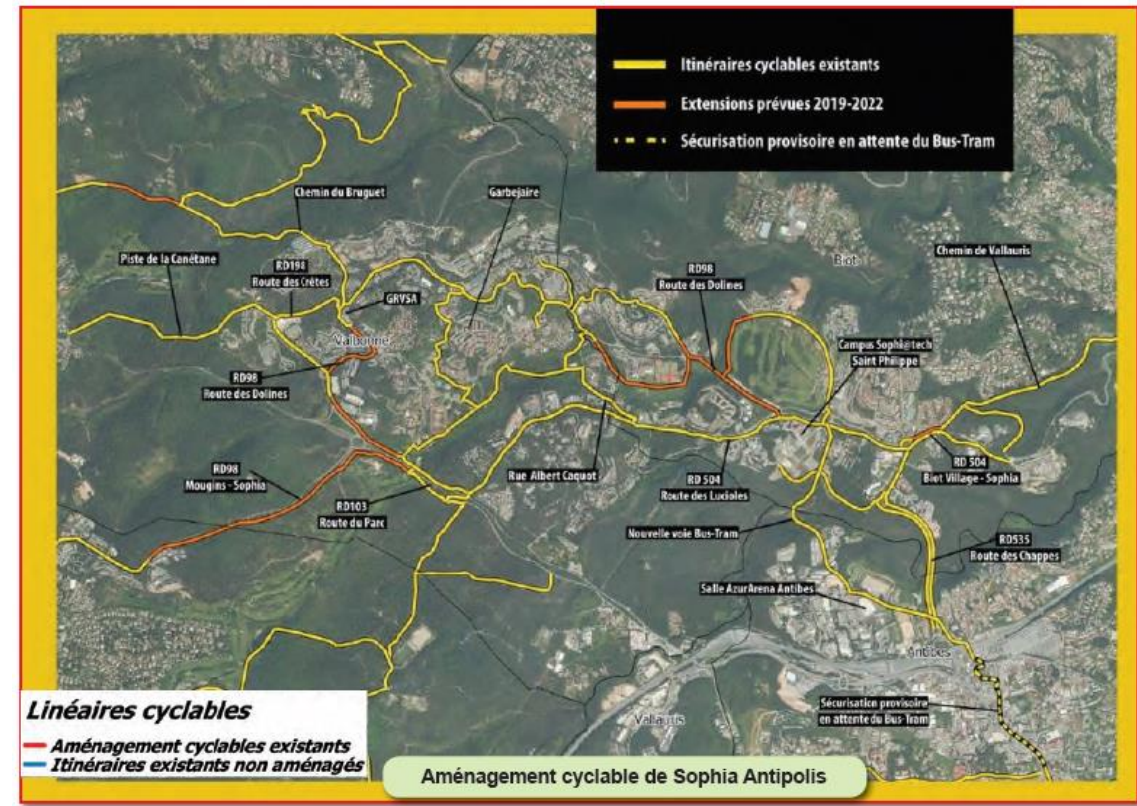 Itinéraires cyclables existants
Extensions prévues 2019-2022
Sécurisation provisoire en attente du Bus-Tram
Chemin du Bruguet
Garbejaire
Piste de la Canétane
RD198
Route des Crêtes
GRVSA
Valbonne
RD98
Route des Dolines
RD98
Route des Dolines
Biot
Chemin de Vallauris
Campus Sophi@tech
Saint Philippe
RD98
Mougins - Sophia
RD103
Route du Parc
Rue Albert Caquot
RD 504
Route des Lucioles
RD 504
Biot Village - Sophia
Nouvelle voie Bus-Tram
RD535
Route des Chappes
Salle AzurArena Antibes
Antibes
Vallauris
Sécurisation provisoire
en attente du Bus-Tram
Linéaires cyclables
Aménagement cyclables existants
Itinéraires existants non aménagés
Aménagement cyclable de Sophia Antipolis